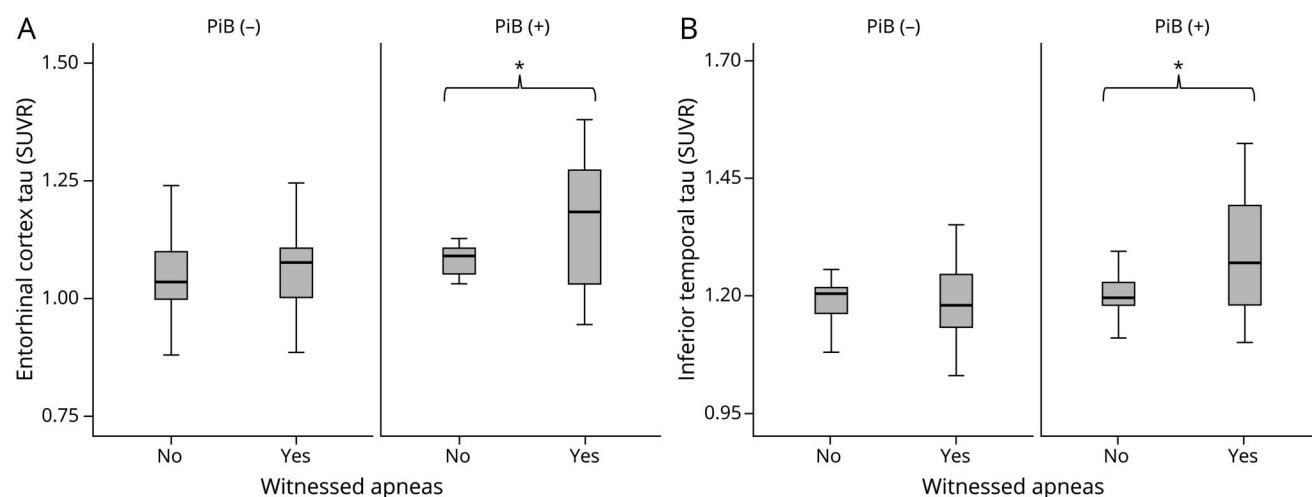 A
PiB (–)
PiB (+)
Entorhinal cortex tau (SUVR)
1.50
1.25
1.00
0.75
*
No
Yes
No
Yes
Witnessed apneas
B
PiB (–)
PiB (+)
Inferior temporal tau (SUVR)
1.70
1.45
1.20
0.95
*
No
Yes
No
Yes
Witnessed apneas